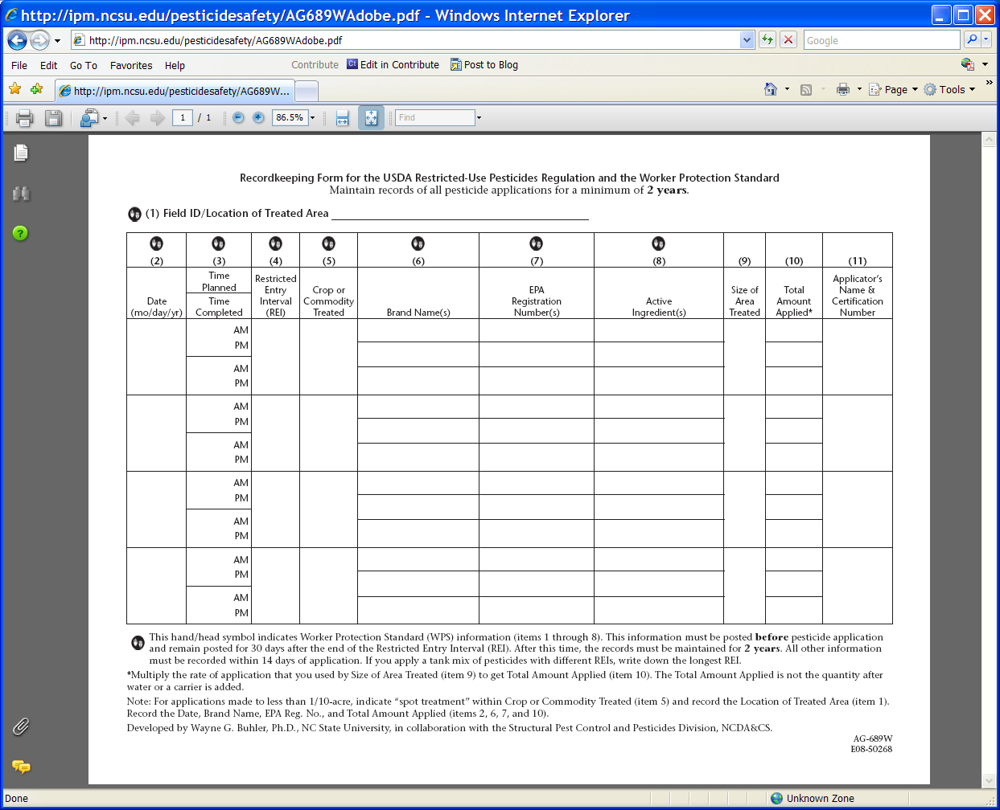 http://ipm.ncsu.edu/pesticidesafety/AG689WAdobe.pdf - Windows Internet Explorer
http://ipm.ncsu.edu/pesticidesafety/AG689WAdobe.pdf
Google
File Edit Go To Favorites Help Contribute Ct Edit in Contribute Post to Blog
http://ipm.ncsu.edu/pesticidesafety/AG689W... Page Tools »
1 / 1 86.5% Find
Recordkeeping Form for the USDA Restricted-Use Pesticides Regulation and the Worker Protection Standard
Maintain records of all pesticide applications for a minimum of 2 years.
(1) Field ID/Location of Treated Area
(2) (3) (4) (5) (6) (7) (8) (9) (10) (11)
Date
(mo/day/yr)
Time
Planned
Time
Completed
Restricted
Entry
Interval
(REI)
Crop or
Commodity
Treated
Brand Name(s)
EPA
Registration
Number(s)
Active
Ingredient(s)
Size of
Area
Treated
Total
Amount
Applied*
Applicator's
Name &
Certification
Number
AM
PM
AM
PM
AM
PM
AM
PM
AM
PM
AM
PM
AM
PM
AM
PM
This hand/head symbol indicates Worker Protection Standard (WPS) information (items 1 through 8). This information must be posted before pesticide application
and remain posted for 30 days after the end of the Restricted Entry Interval (REI). After this time, the records must be maintained for 2 years. All other information
must be recorded within 14 days of application. If you apply a tank mix of pesticides with different REIs, write down the longest REI.
*Multiply the rate of application that you used by Size of Area Treated (item 9) to get Total Amount Applied (item 10). The Total Amount Applied is not the quantity after
water or a carrier is added.
Note: For applications made to less than 1/10-acre, indicate “spot treatment” within Crop or Commodity Treated (item 5) and record the Location of Treated Area (item 1).
Record the Date, Brand Name, EPA Reg. No., and Total Amount Applied (items 2, 6, 7, and 10).
Developed by Wayne G. Buhler, Ph.D., NC State University, in collaboration with the Structural Pest Control and Pesticides Division, NCDA&CS.
AG-689W
E08-50268
Done Unknown Zone